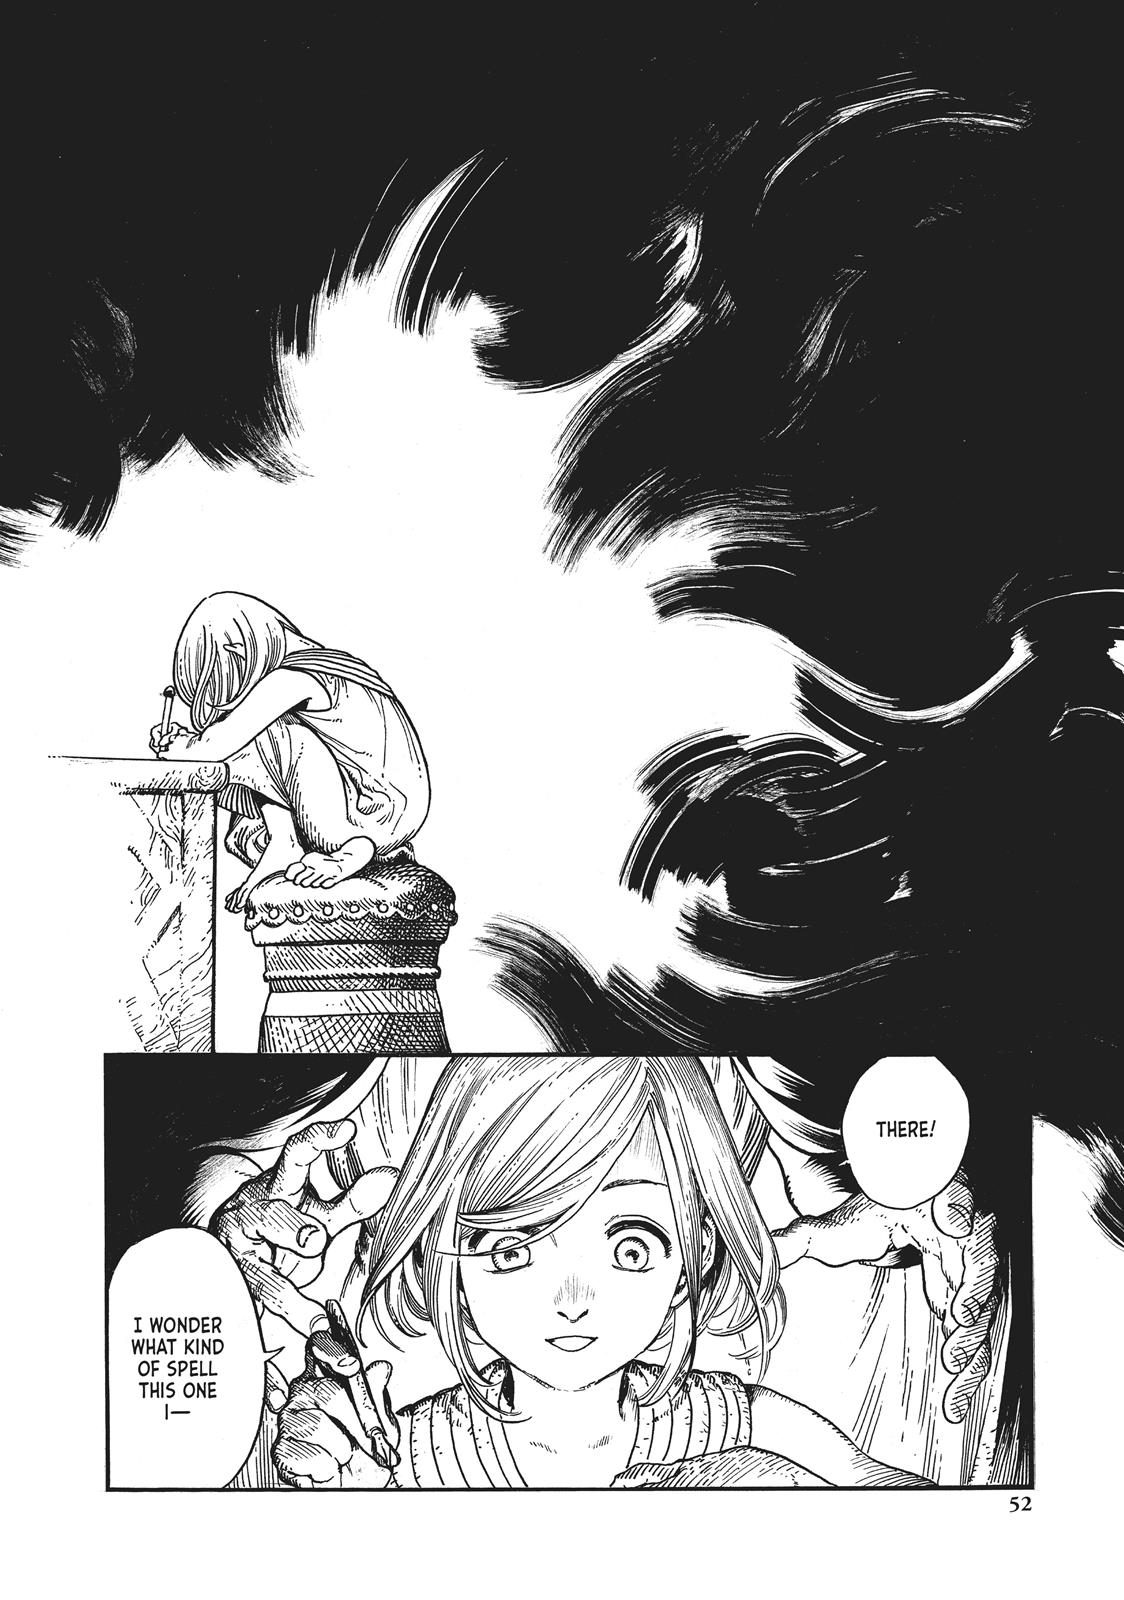 THERE!
I WONDER
WHAT KIND
OF SPELL
THIS ONE
I—
52